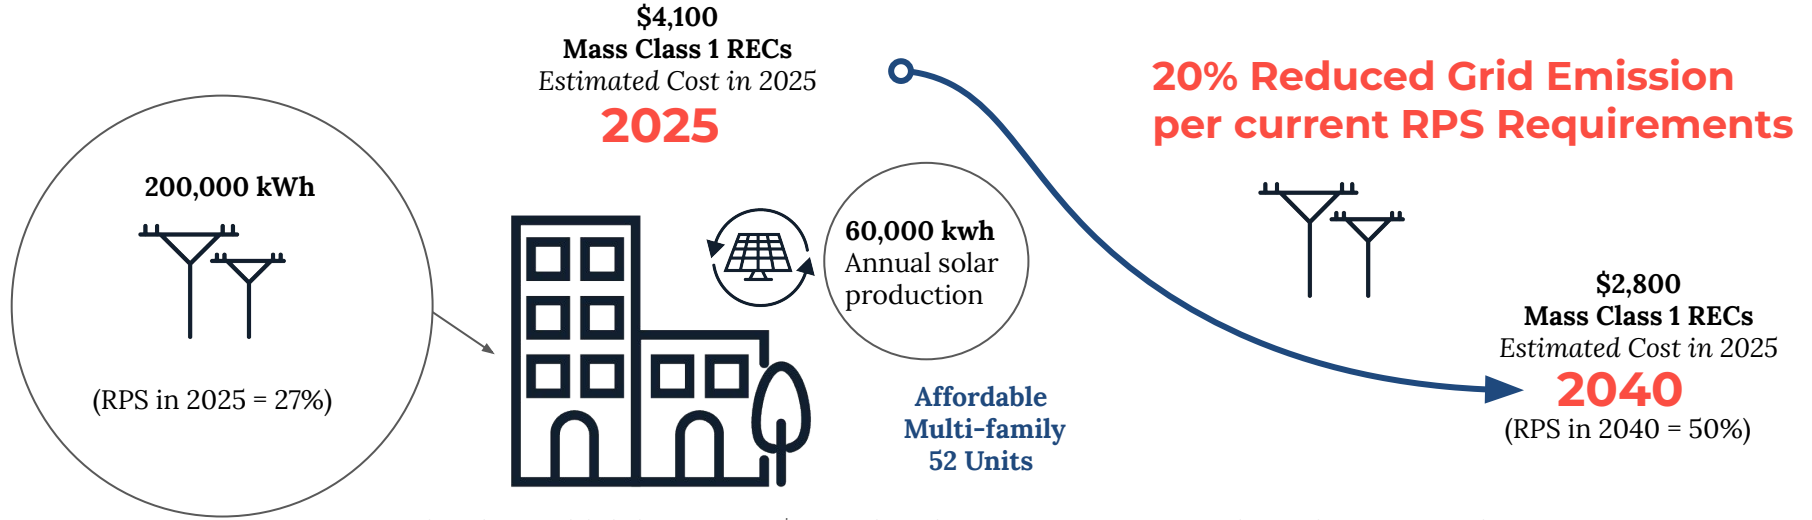 $4,100
Mass Class 1 RECs
Estimated Cost in 2025
2025
20% Reduced Grid Emission
per current RPS Requirements
200,000 kWh
(RPS in 2025 = 27%)
60,000 kwh
Annual solar
production
Affordable
Multi-family
52 Units
$2,800
Mass Class 1 RECs
Estimated Cost in 2025
2040
(RPS in 2040 = 50%)